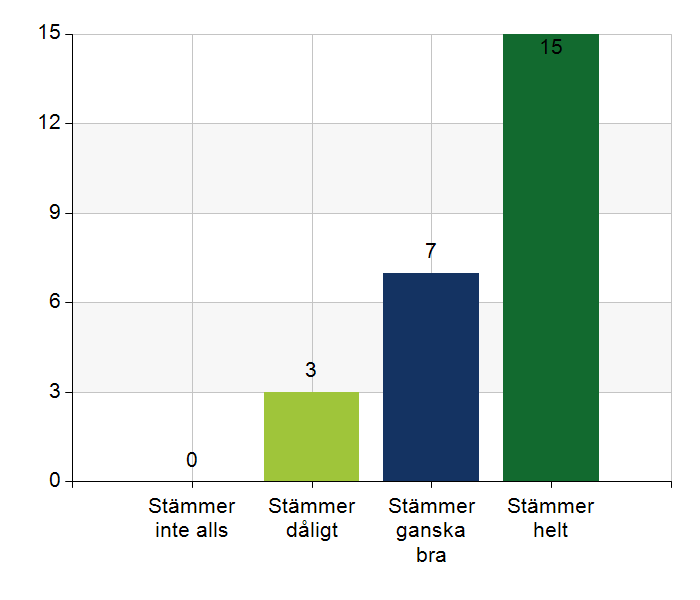 15
15
12
9
7
6
3
3
0
0
Stämmer inte alls
Stämmer dåligt
Stämmer ganska bra
Stämmer helt